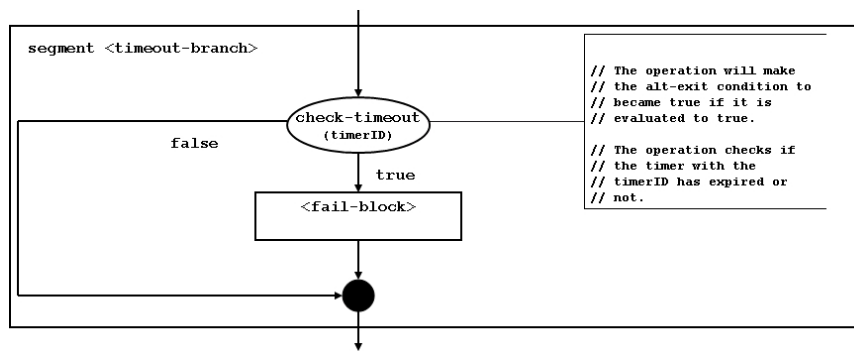 segment <timeout-branch>
// The operation will make
// the alt-exit condition to
// became true if it is
// evaluated to true.
// The operation checks if
// the timer with the
// timerID has expired or
// not.
check-timeout
(timerID)
false
true
<fail-block>